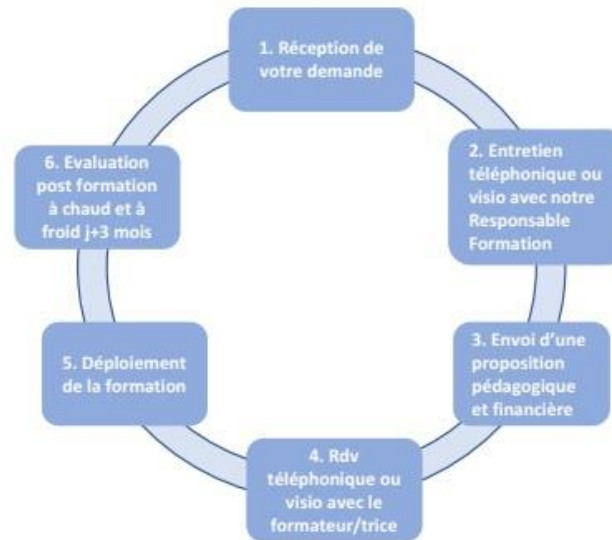 1. Réception de
votre demande
2. Entretien
téléphonique ou
visio avec notre
Responsable
Formation
3. Envoi d’une
proposition
pédagogique
et financière
4. Rdv
téléphonique ou
visio avec le
formateur/trice
5. Déploiement
de la formation
6. Evaluation
post formation
à chaud et à
froid j+3 mois